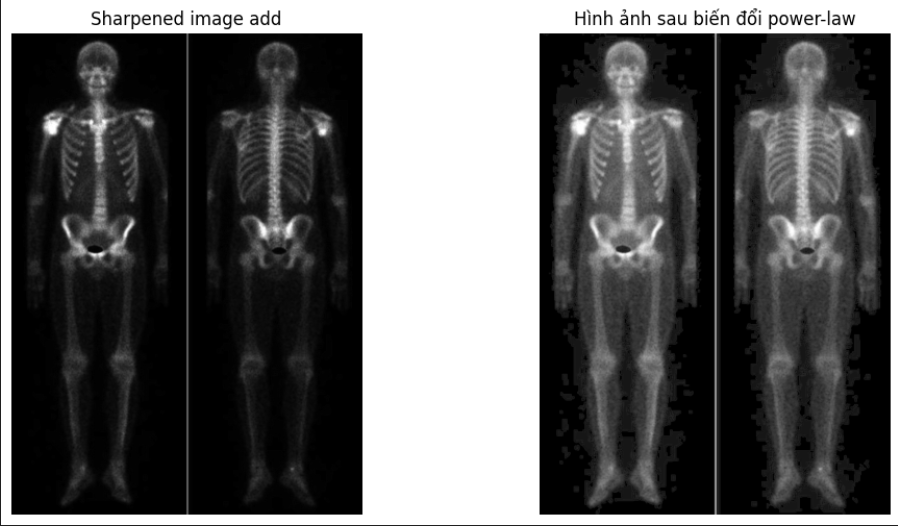 Sharpened image add
Hình ảnh sau biến đổi power-law